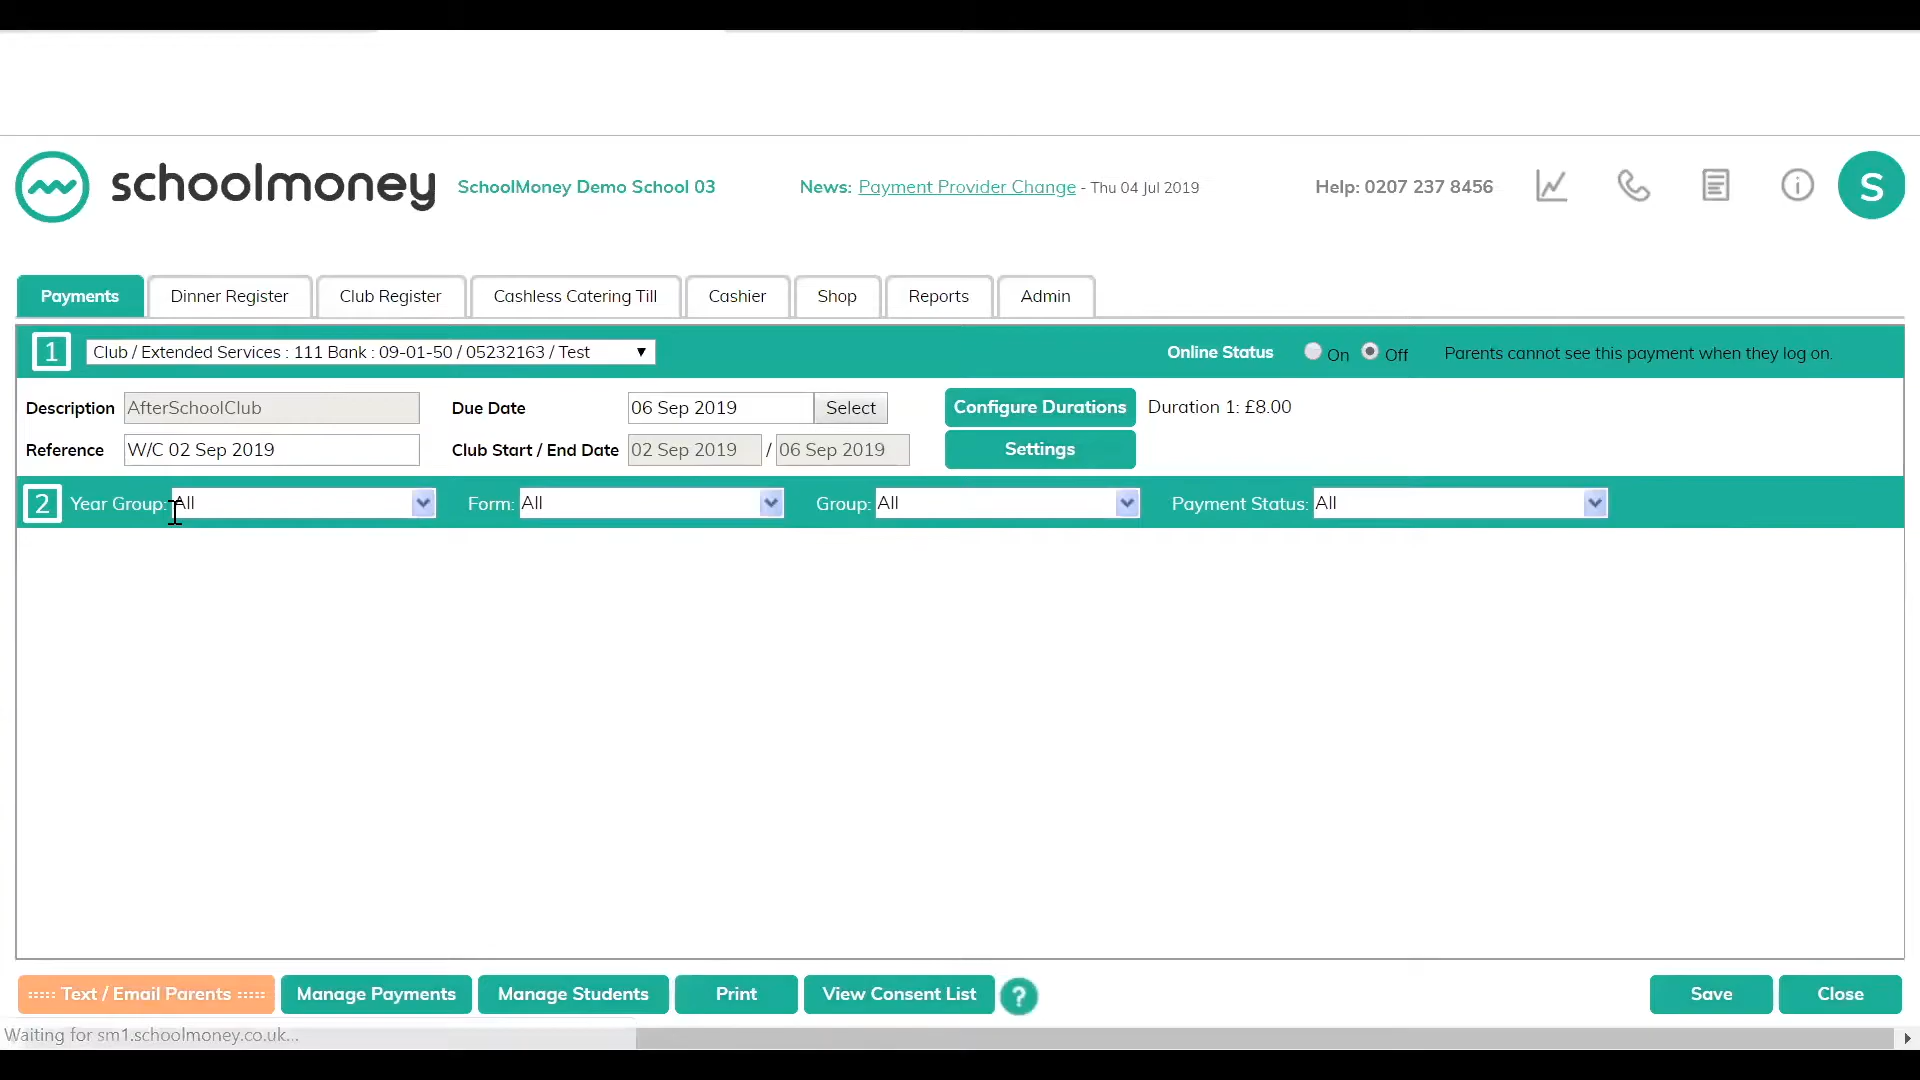 schoolmoney SchoolMoney Demo School 03 News: Payment Provider Change - Thu 04 Jul 2019 Help: 0207 237 8456 S
Payments Dinner Register Club Register Cashless Catering Till Cashier Shop Reports Admin
1 Club / Extended Services : 111 Bank : 09-01-50 / 05232163 / Test Online Status On Off Parents cannot see this payment when they log on.
Description AfterSchoolClub Due Date 06 Sep 2019 Select Configure Durations Duration 1: £8.00
Reference W/C 02 Sep 2019 Club Start / End Date 02 Sep 2019 / 06 Sep 2019 Settings
2 Year Group: All Form: All Group: All Payment Status: All
::::: Text / Email Parents ::::: Manage Payments Manage Students Print View Consent List ? Save Close
Waiting for sm1.schoolmoney.co.uk...